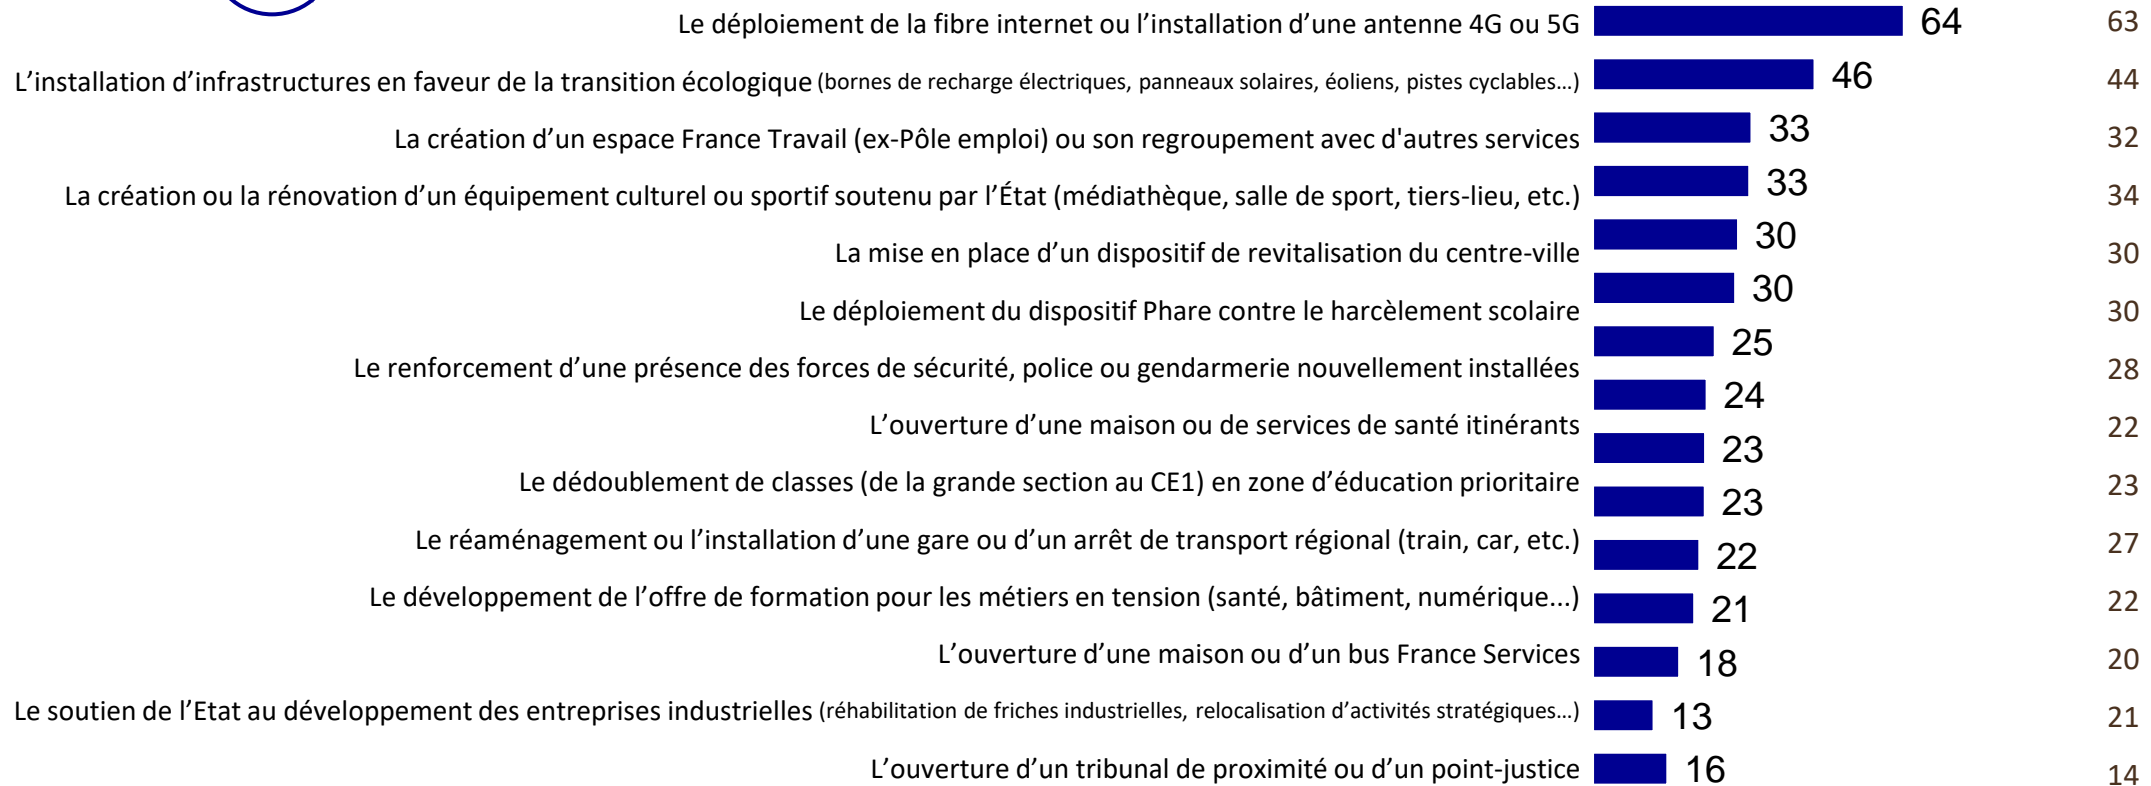 Le déploiement de la fibre internet ou l’installation d’une antenne 4G ou 5G 64 63
L’installation d’infrastructures en faveur de la transition écologique (bornes de recharge électriques, panneaux solaires, éoliens, pistes cyclables…) 46 44
La création d’un espace France Travail (ex-Pôle emploi) ou son regroupement avec d'autres services 33 32
La création ou la rénovation d’un équipement culturel ou sportif soutenu par l’État (médiathèque, salle de sport, tiers-lieu, etc.) 33 34
La mise en place d’un dispositif de revitalisation du centre-ville 30 30
Le déploiement du dispositif Phare contre le harcèlement scolaire 30 30
Le renforcement d’une présence des forces de sécurité, police ou gendarmerie nouvellement installées 25 28
L’ouverture d’une maison ou de services de santé itinérants 24 22
Le dédoublement de classes (de la grande section au CE1) en zone d’éducation prioritaire 23 23
Le réaménagement ou l’installation d’une gare ou d’un arrêt de transport régional (train, car, etc.) 23 27
Le développement de l’offre de formation pour les métiers en tension (santé, bâtiment, numérique...) 22 22
L’ouverture d’une maison ou d’un bus France Services 21 20
Le soutien de l’Etat au développement des entreprises industrielles (réhabilitation de friches industrielles, relocalisation d’activités stratégiques…) 18 21
L’ouverture d’un tribunal de proximité ou d’un point-justice 13 14
16